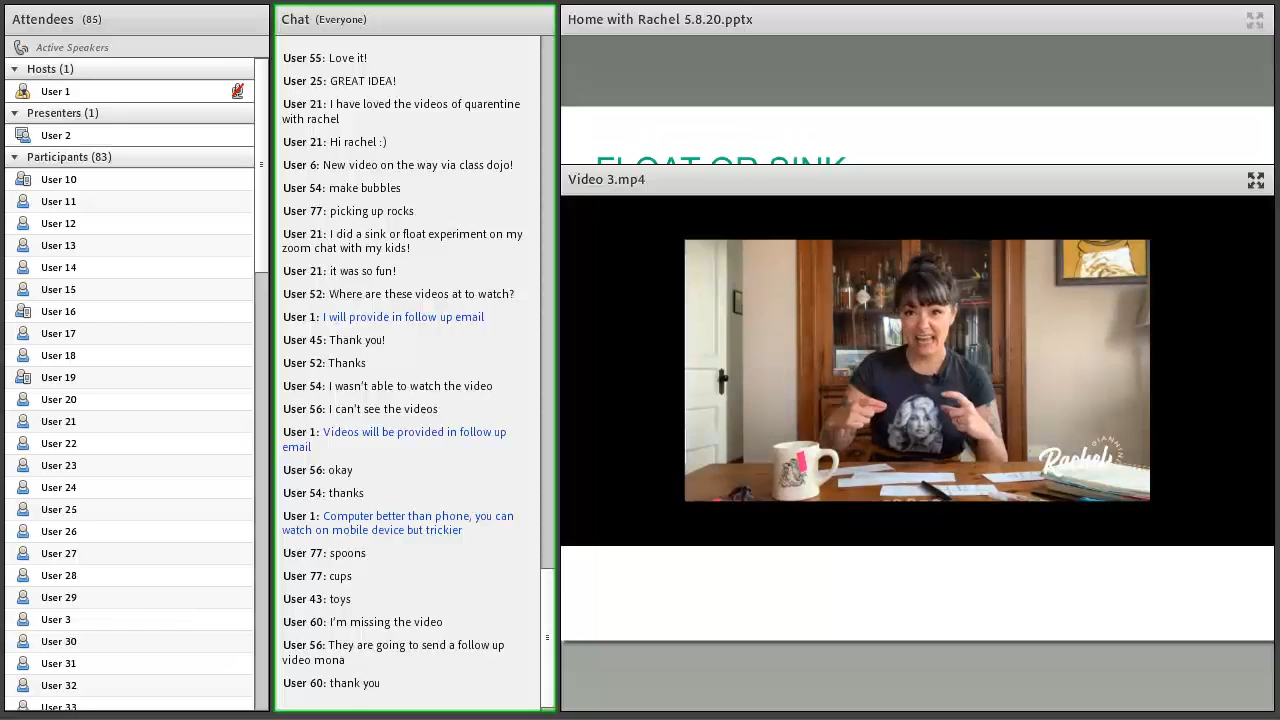 Attendees (85)
Active Speakers
Hosts (1)
User 1
Presenters (1)
User 2
Participants (83)
User 10
User 11
User 12
User 13
User 14
User 15
User 16
User 17
User 18
User 19
User 20
User 21
User 22
User 23
User 24
User 25
User 26
User 27
User 28
User 29
User 3
User 30
User 31
User 32
User 33
Chat (Everyone)
User 55: Love it!
User 25: GREAT IDEA!
User 21: I have loved the videos of quarentine
with rachel
User 21: Hi rachel :)
User 6: New video on the way via class dojo!
User 54: make bubbles
User 77: picking up rocks
User 21: I did a sink or float experiment on my
zoom chat with my kids!
User 21: it was so fun!
User 52: Where are these videos at to watch?
User 1: I will provide in follow up email
User 45: Thank you!
User 52: Thanks
User 54: I wasn't able to watch the video
User 56: I can't see the videos
User 1: Videos will be provided in follow up
email
User 56: okay
User 54: thanks
User 1: Computer better than phone, you can
watch on mobile device but trickier
User 77: spoons
User 77: cups
User 43: toys
User 60: I'm missing the video
User 56: They are going to send a follow up
video mona
User 60: thank you
Home with Rachel 5.8.20.pptx
FLOAT OR SINK
Video 3.mp4
Rachel